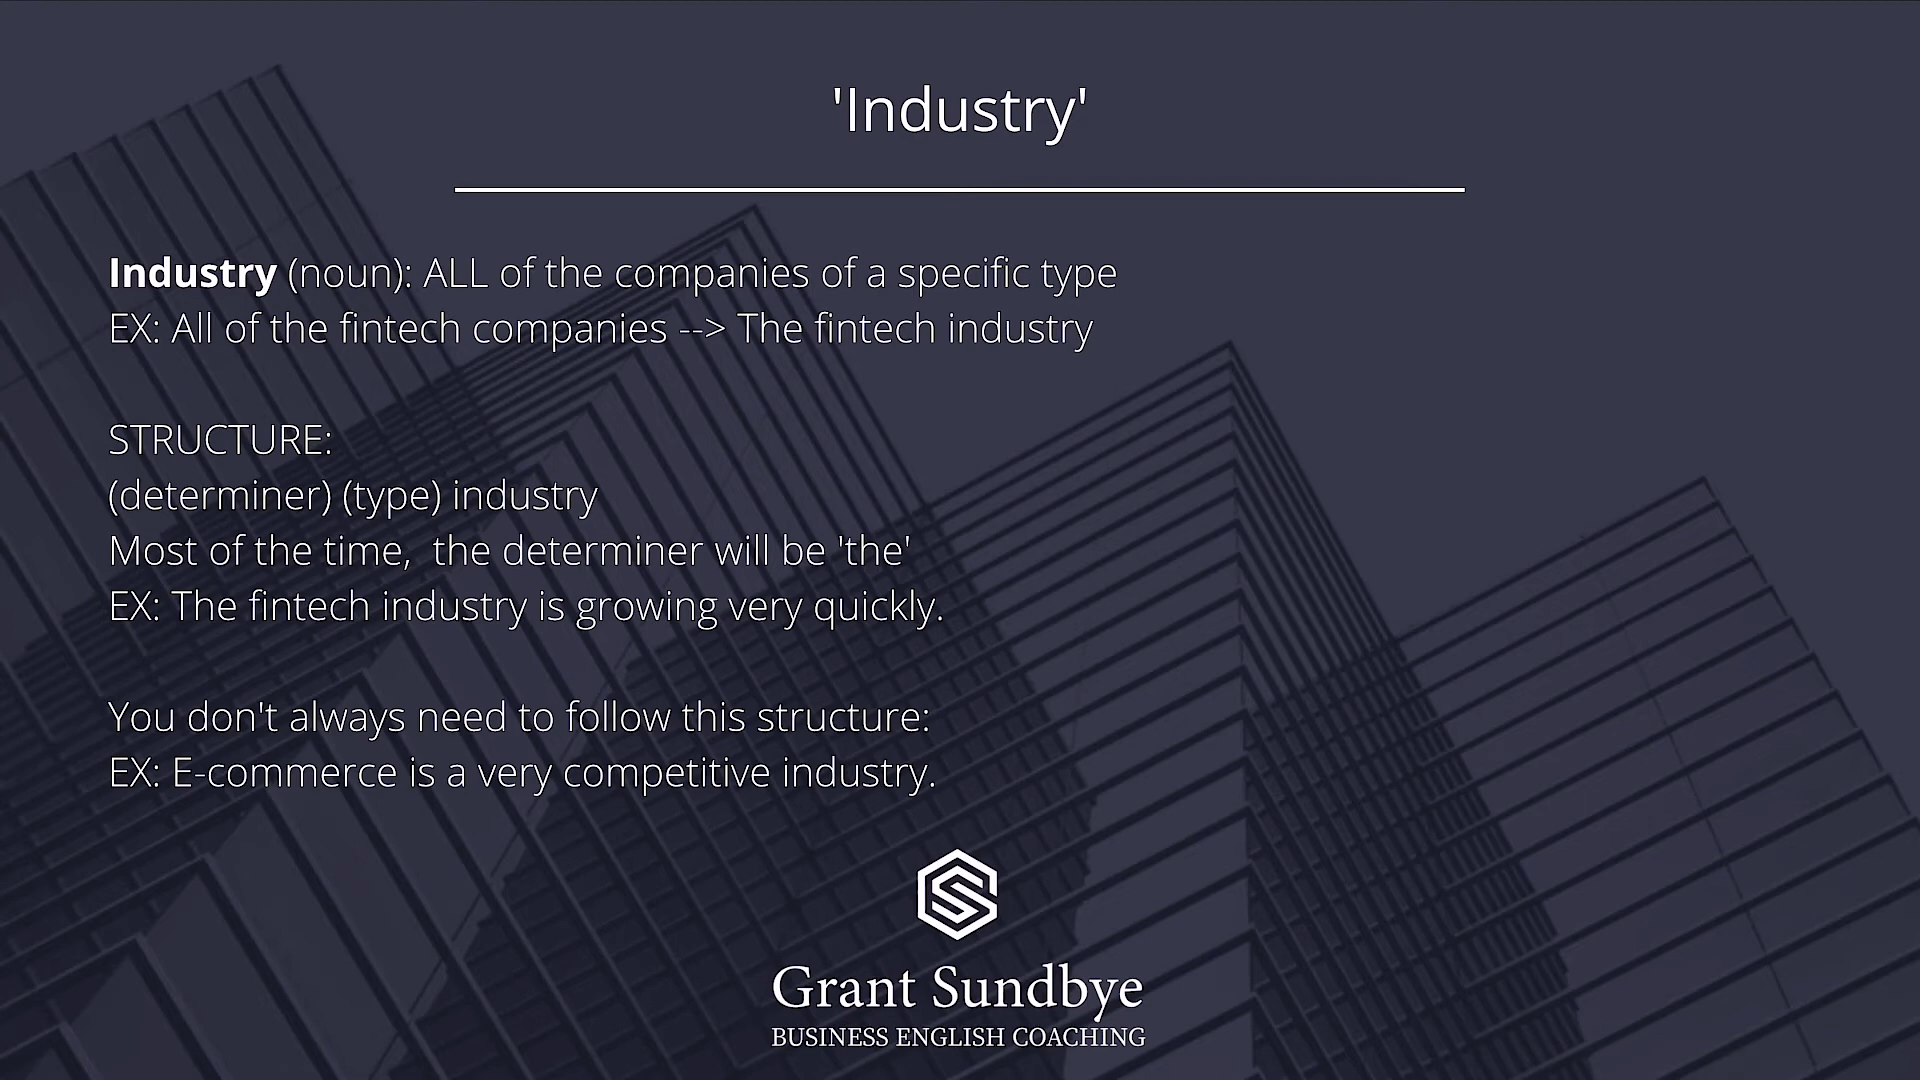 'Industry'
Industry (noun): ALL of the companies of a specific type
EX: All of the fintech companies --> The fintech industry
STRUCTURE:
(determiner) (type) industry
Most of the time,  the determiner will be 'the'
EX: The fintech industry is growing very quickly.
You don't always need to follow this structure:
EX: E-commerce is a very competitive industry.
Grant Sundbye
BUSINESS ENGLISH COACHING